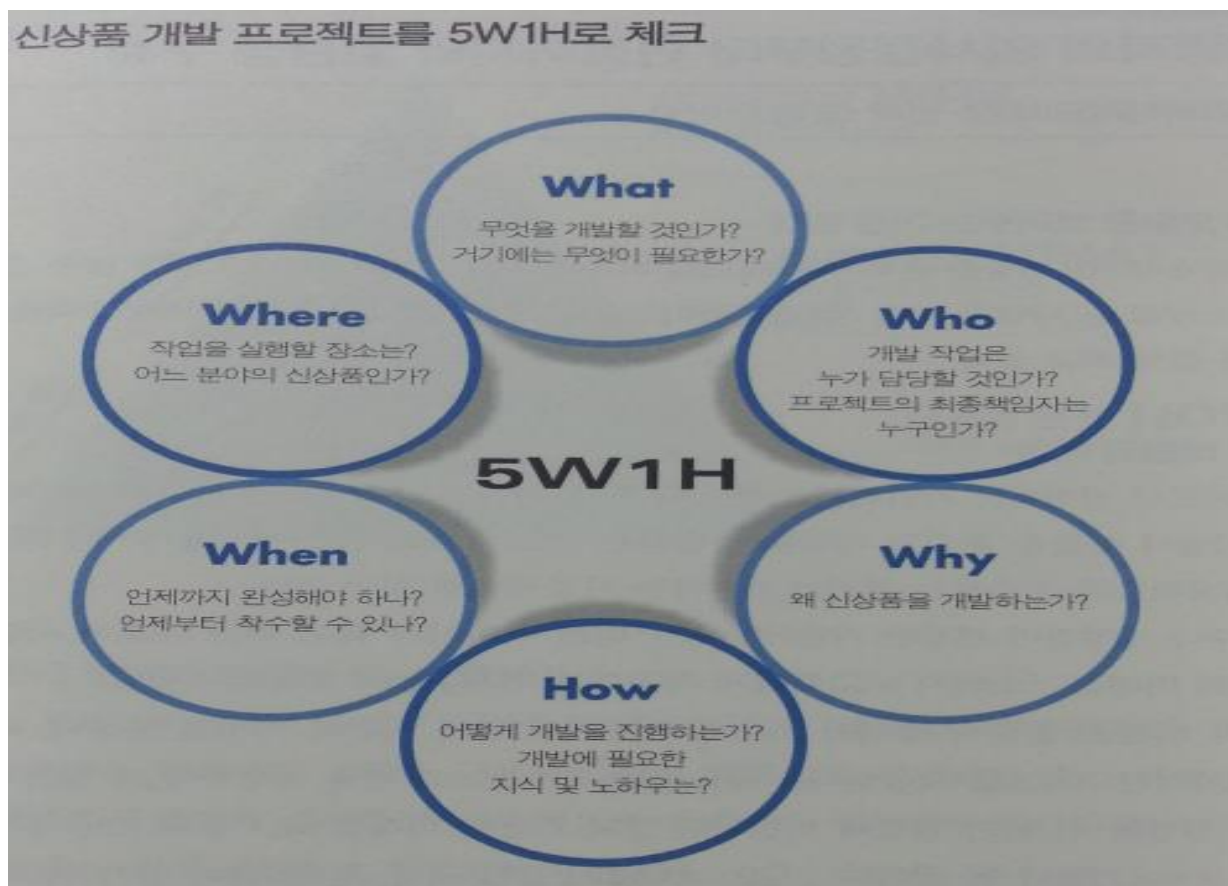 신상품 개발 프로젝트를 5W1H로 체크
What
무엇을 개발할 것인가?
거기에는 무엇이 필요한가?
Where
작업을 실행할 장소는?
어느 분야의 신상품인가?
Who
개발 작업은
누가 담당할 것인가?
프로젝트의 최종책임자는
누구인가?
5W1H
When
언제까지 완성해야 하나?
언제부터 착수할 수 있나?
Why
왜 신상품을 개발하는가?
How
어떻게 개발을 진행하는가?
개발에 필요한
지식 및 노하우는?